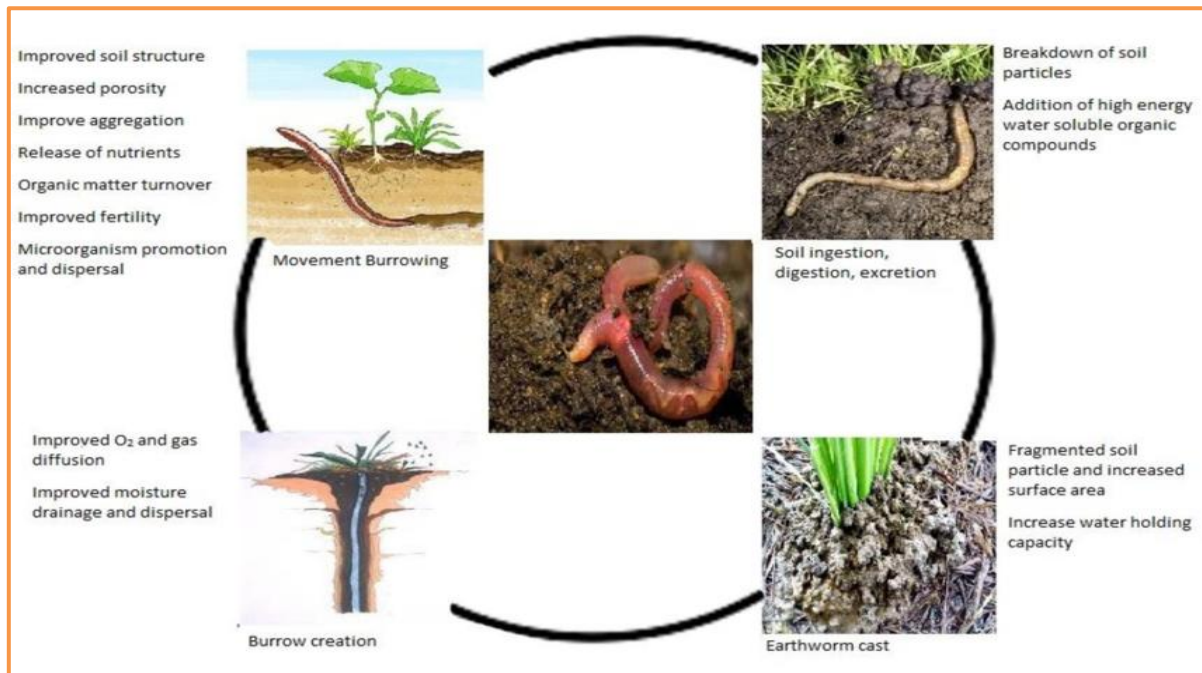 Improved soil structure
Increased porosity
Improve aggregation
Release of nutrients
Organic matter turnover
Improved fertility
Microorganism promotion
and dispersal
Movement Burrowing
Breakdown of soil
particles
Addition of high energy
water soluble organic
compounds
Soil ingestion,
digestion, excretion
Improved O₂ and gas
diffusion
Improved moisture
drainage and dispersal
Burrow creation
Fragmented soil
particle and increased
surface area
Increase water holding
capacity
Earthworm cast